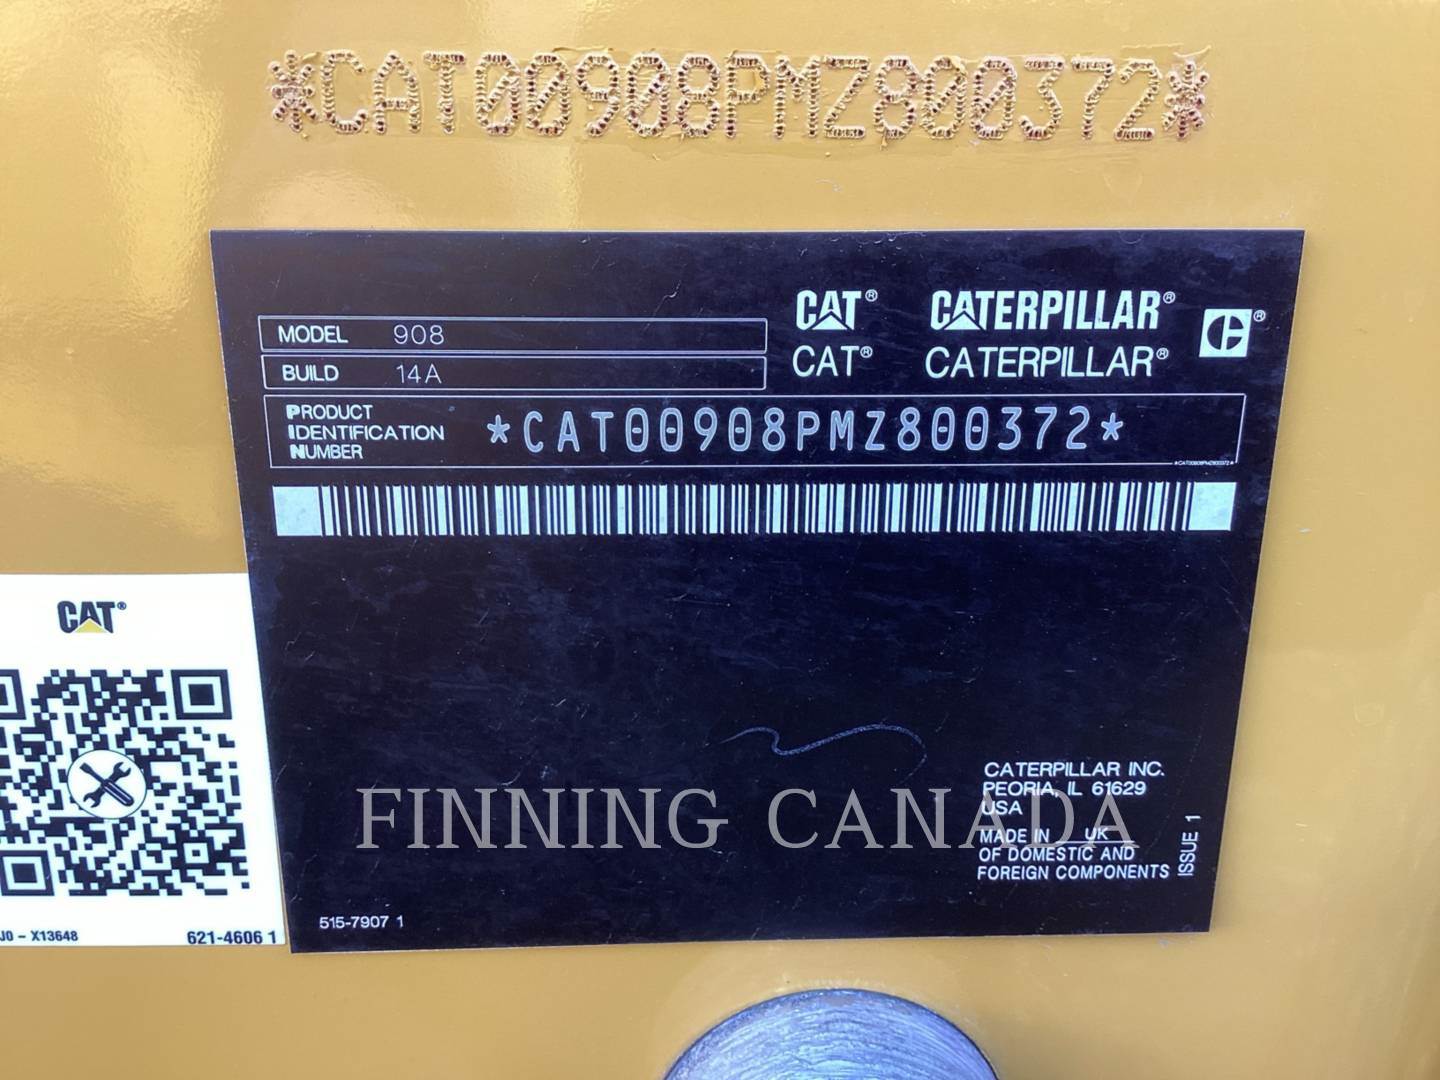 *CAT00908PMZ800372*
CAT® CATERPILLAR®
CAT® CATERPILLAR®
MODEL 908
BUILD 14A
PRODUCT
IDENTIFICATION
NUMBER
*CAT00908PMZ800372*
*CAT00908PMZ800372*
CAT®
J0 - X13648
621-4606 1
FINNING CANADA
CATERPILLAR INC.
PEORIA, IL 61629
USA
MADE IN UK
OF DOMESTIC AND
FOREIGN COMPONENTS
ISSUE 1
515-7907 1